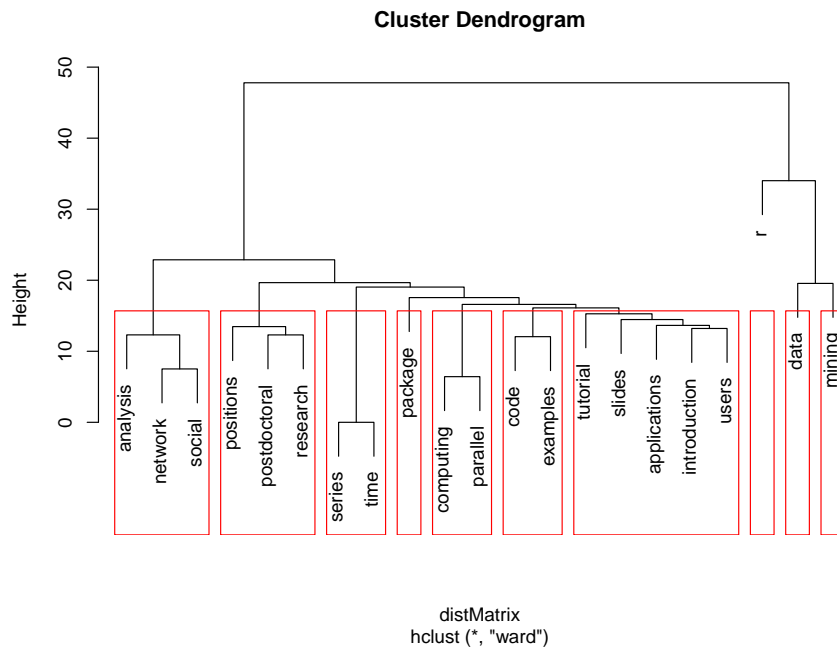 Cluster Dendrogram
Height
50
40
30
20
10
0
analysis
network
social
positions
postdoctoral
research
series
time
package
computing
parallel
code
examples
tutorial
slides
applications
introduction
users
r
data
mining
distMatrix
hclust (*, "ward")